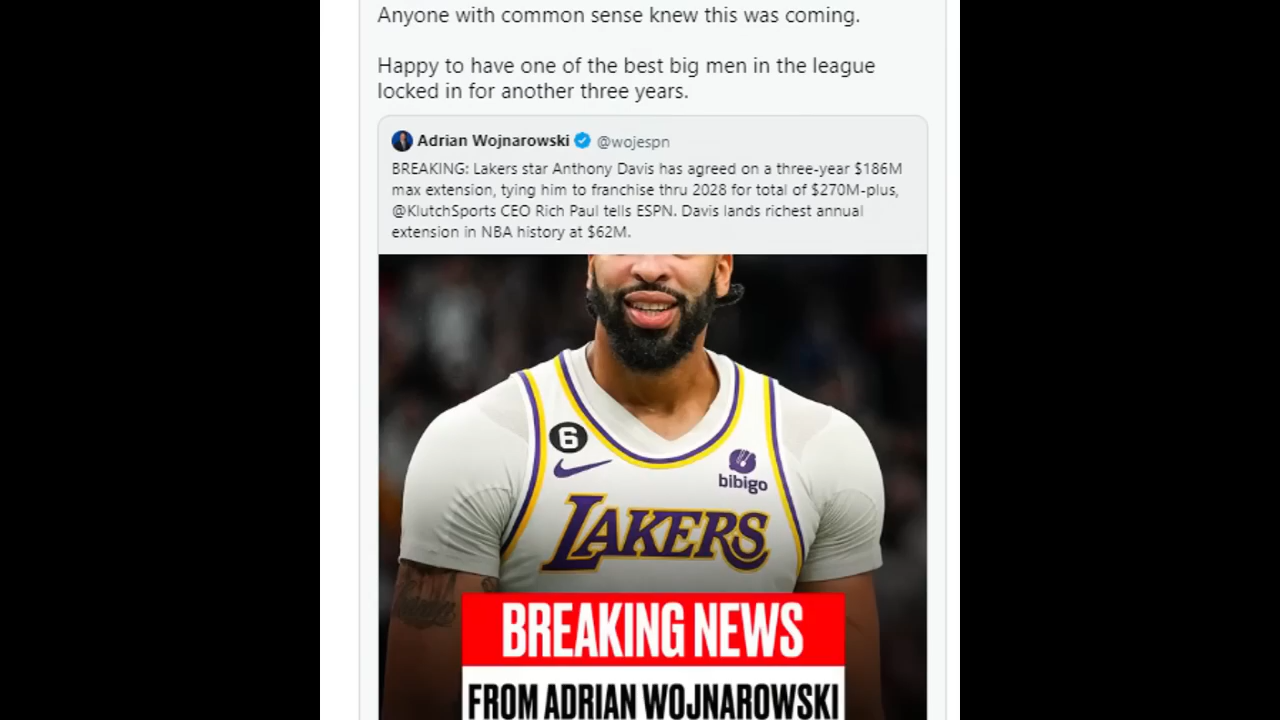 Anyone with common sense knew this was coming.
Happy to have one of the best big men in the league
locked in for another three years.
Adrian Wojnarowski @wojespn
BREAKING: Lakers star Anthony Davis has agreed on a three-year $186M
max extension, tying him to franchise thru 2028 for total of $270M-plus,
@KlutchSports CEO Rich Paul tells ESPN. Davis lands richest annual
extension in NBA history at $62M.
6
bibigo
LAKERS
BREAKING NEWS
FROM ADRIAN WOJNAROWSKI